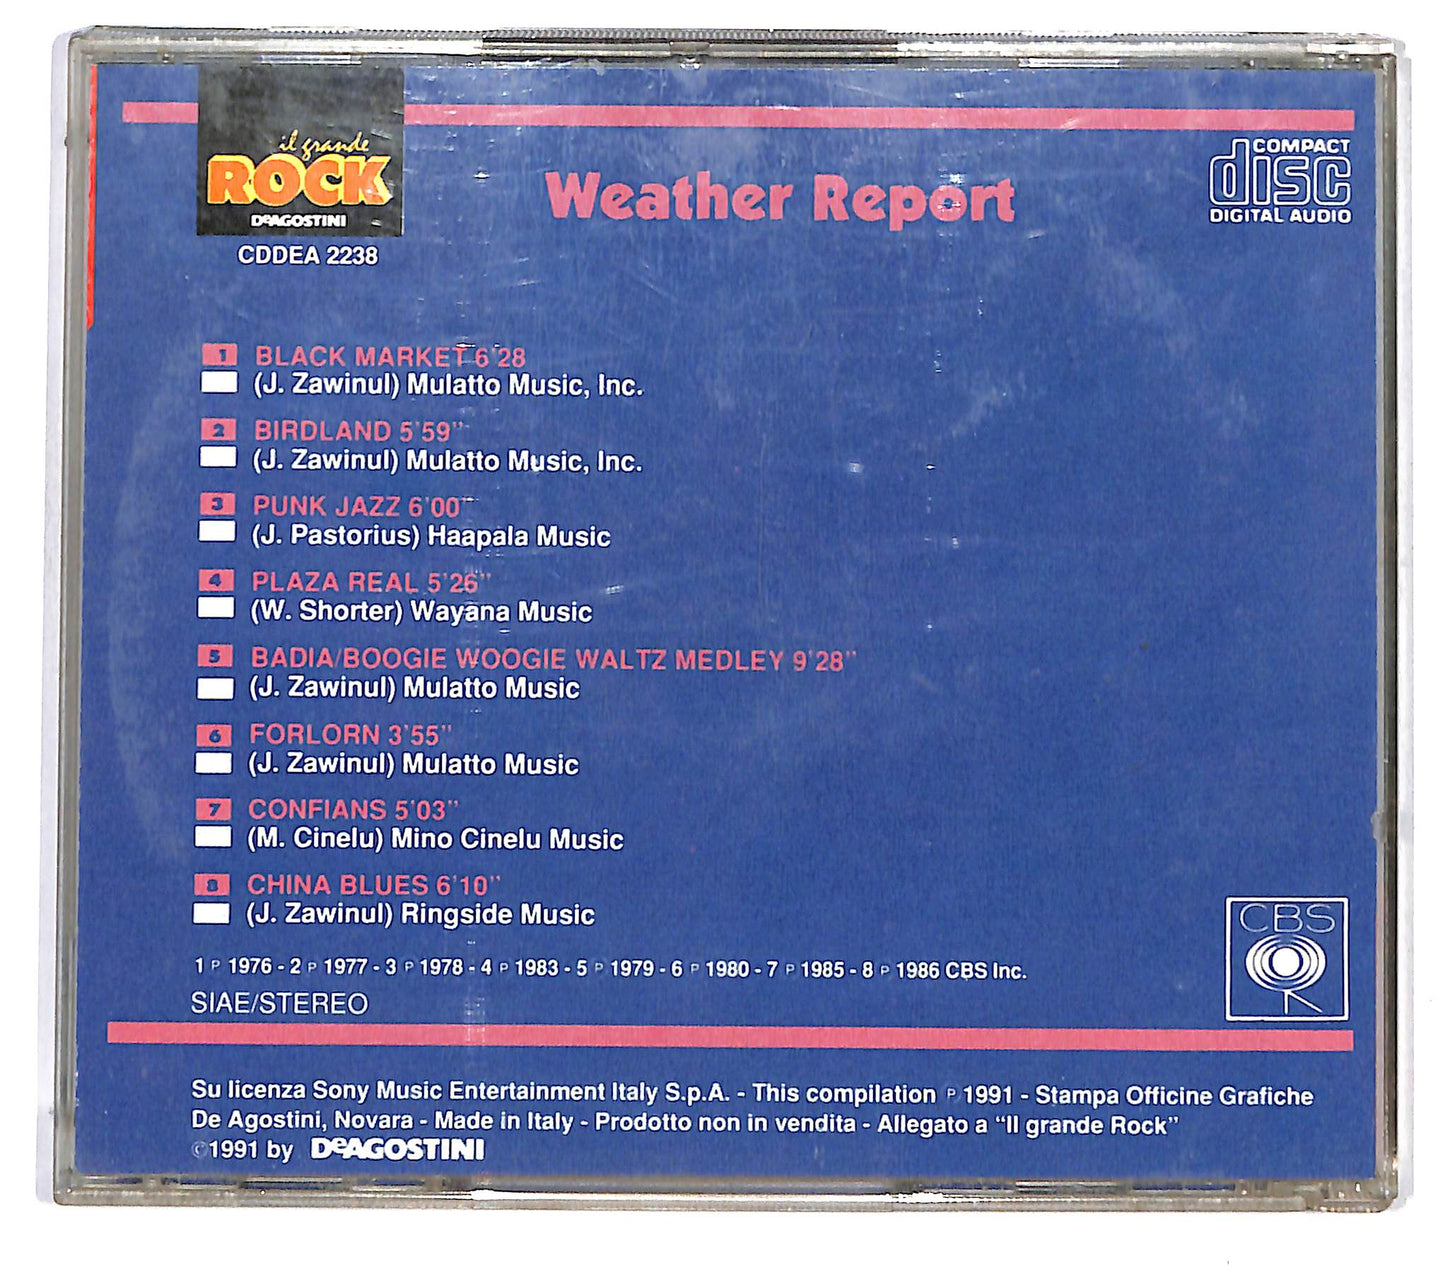 il grande
ROCK
DeAGOSTINI
CDDEA 2238
Weather Report
COMPACT
disc
DIGITAL AUDIO
1 BLACK MARKET 6'28
(J. Zawinul) Mulatto Music, Inc.
2 BIRDLAND 5'59"
(J. Zawinul) Mulatto Music, Inc.
3 PUNK JAZZ 6'00"
(J. Pastorius) Haapala Music
4 PLAZA REAL 5'26"
(W. Shorter) Wayana Music
5 BADIA/BOOGIE WOOGIE WALTZ MEDLEY 9'28"
(J. Zawinul) Mulatto Music
6 FORLORN 3'55"
(J. Zawinul) Mulatto Music
7 CONFIANS 5'03"
(M. Cinelu) Mino Cinelu Music
8 CHINA BLUES 6'10"
(J. Zawinul) Ringside Music
1 ℗ 1976 - 2 ℗ 1977 - 3 ℗ 1978 - 4 ℗ 1983 - 5 ℗ 1979 - 6 ℗ 1980 - 7 ℗ 1985 - 8 ℗ 1986 CBS Inc.
SIAE/STEREO
CBS
Su licenza Sony Music Entertainment Italy S.p.A. - This compilation ℗ 1991 - Stampa Officine Grafiche
De Agostini, Novara - Made in Italy - Prodotto non in vendita - Allegato a "Il grande Rock"
©1991 by DeAGOSTINI